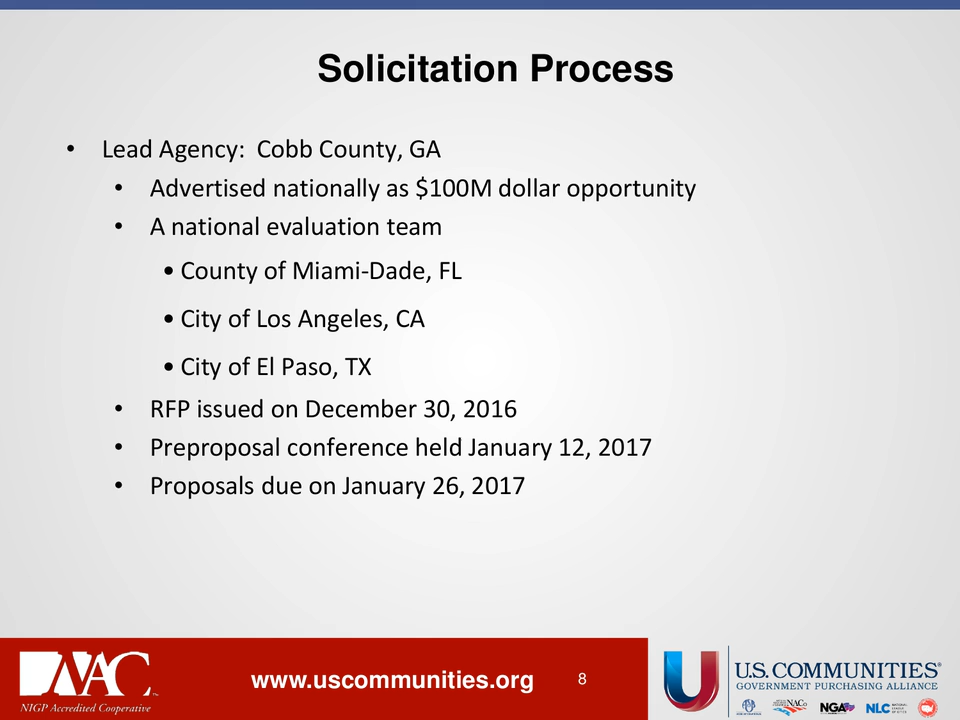 Solicitation Process
• Lead Agency: Cobb County, GA
• Advertised nationally as $100M dollar opportunity
• A national evaluation team
• County of Miami-Dade, FL
• City of Los Angeles, CA
• City of El Paso, TX
• RFP issued on December 30, 2016
• Preproposal conference held January 12, 2017
• Proposals due on January 26, 2017
NAC™
NIGP Accredited Cooperative
www.uscommunities.org
8
U.S. COMMUNITIES®
GOVERNMENT PURCHASING ALLIANCE
NACo
NGA
NLC